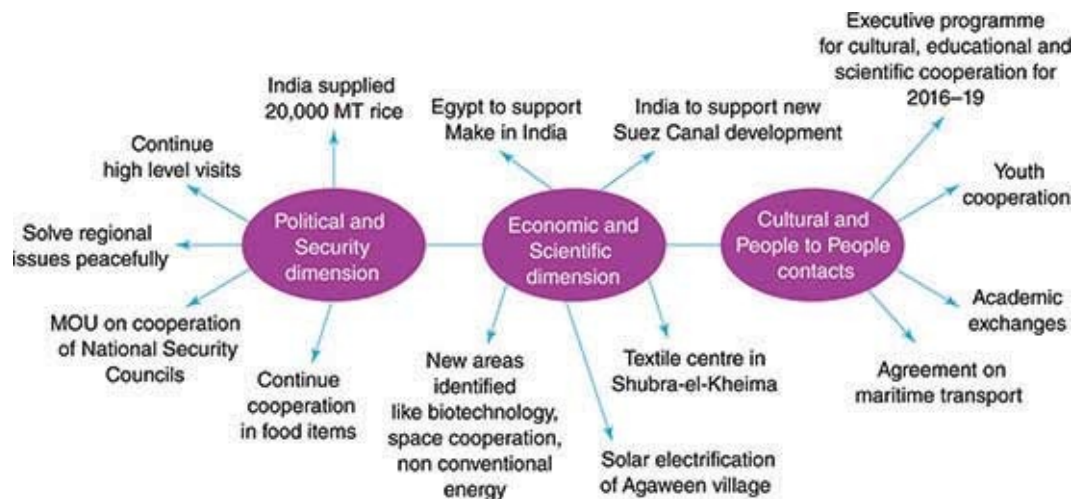 India supplied
20,000 MT rice
Continue
high level visits
Solve regional
issues peacefully
MOU on cooperation
of National Security
Councils
Continue
cooperation
in food items
Political and
Security
dimension
Egypt to support
Make in India
India to support new
Suez Canal development
Economic and
Scientific
dimension
New areas
identified
like biotechnology,
space cooperation,
non conventional
energy
Solar electrification
of Agaween village
Textile centre in
Shubra-el-Kheima
Executive programme
for cultural, educational and
scientific cooperation for
2016–19
Cultural and
People to People
contacts
Youth
cooperation
Academic
exchanges
Agreement on
maritime transport